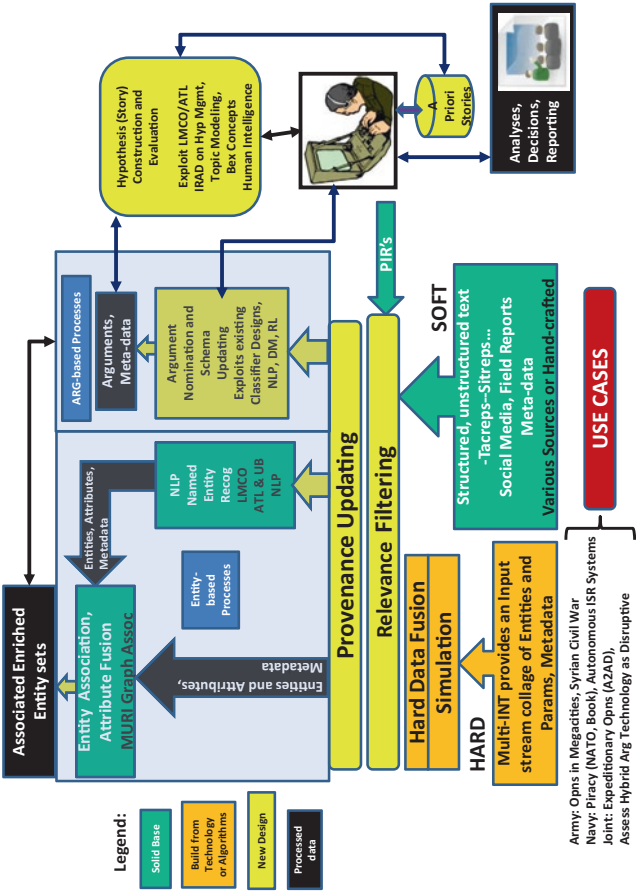 Associated Enriched
Entity sets
Entity Association,
Attribute Fusion
MURI Graph Assoc
Entities, Attributes,
Metadata
Entities and Attributes,
Metadata
Entity-
based
Processes
NLP
Named
Entity
Recog
LMCO
ATL & UB
NLP
ARG-based Processes
Arguments,
Meta-data
Argument
Nomination and
Schema
Updating
Exploits existing
Classifier Designs,
NLP, DM, RL
Hypothesis (Story)
Construction and
Evaluation
Exploit LMCO/ATL
IRAD on Hyp Mgmt,
Topic Modeling,
Bex Concepts
Human Intelligence
A
Priori
Stories
Analyses,
Decisions,
Reporting
PIR's
Provenance Updating
Relevance Filtering
Hard Data Fusion
Simulation
HARD
Multi-INT provides an Input
stream collage of Entities and
Params, Metadata
SOFT
Structured, unstructured text
-Tacreps--Sitreps...
Social Media, Field Reports
Meta-data
Various Sources or Hand-crafted
USE CASES
Army: Opns in Megacities, Syrian Civil War
Navy: Piracy (NATO, Book), Autonomous ISR Systems
Joint: Expeditionary Opns (A2AD),
Assess Hybrid Arg Technology as Disruptive
Legend:
Solid Base
Build from
Technology
or Algorithms
New Design
Processed
data